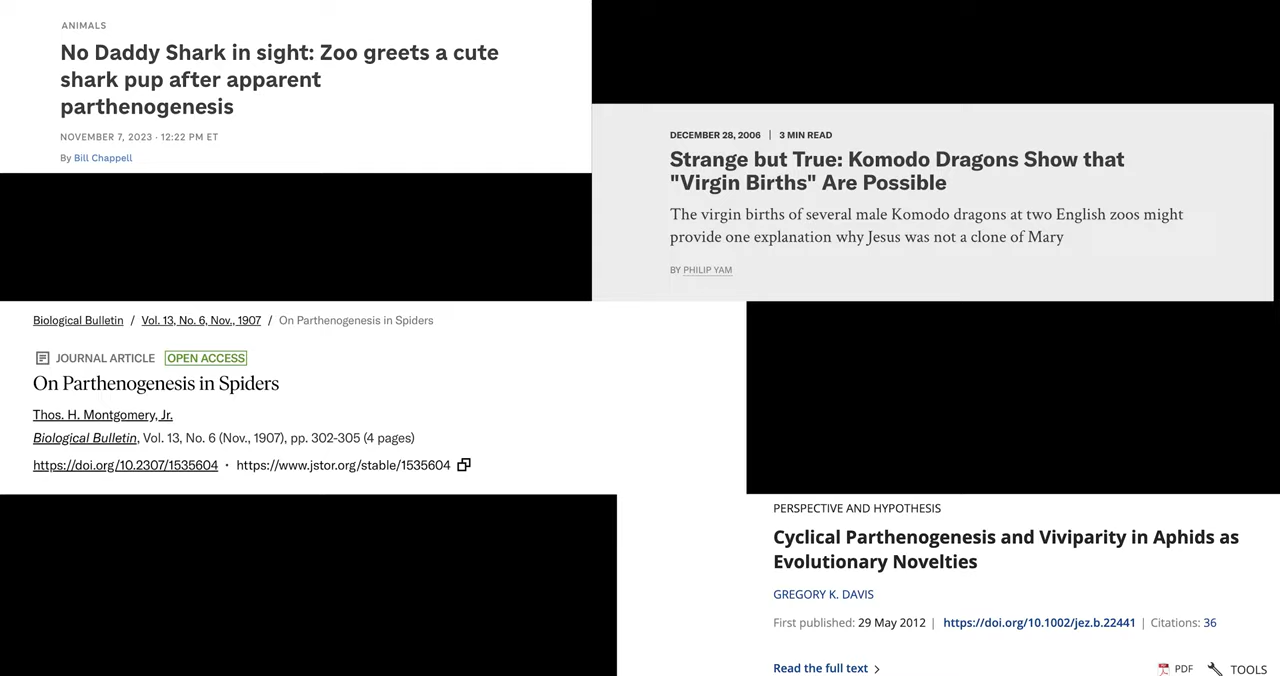 ANIMALS
No Daddy Shark in sight: Zoo greets a cute
shark pup after apparent
parthenogenesis
NOVEMBER 7, 2023 · 12:22 PM ET
By Bill Chappell
DECEMBER 28, 2006 | 3 MIN READ
Strange but True: Komodo Dragons Show that
"Virgin Births" Are Possible
The virgin births of several male Komodo dragons at two English zoos might
provide one explanation why Jesus was not a clone of Mary
BY PHILIP YAM
Biological Bulletin / Vol. 13, No. 6, Nov., 1907 / On Parthenogenesis in Spiders
JOURNAL ARTICLE OPEN ACCESS
On Parthenogenesis in Spiders
Thos. H. Montgomery, Jr.
Biological Bulletin, Vol. 13, No. 6 (Nov., 1907), pp. 302-305 (4 pages)
https://doi.org/10.2307/1535604 · https://www.jstor.org/stable/1535604
PERSPECTIVE AND HYPOTHESIS
Cyclical Parthenogenesis and Viviparity in Aphids as
Evolutionary Novelties
GREGORY K. DAVIS
First published: 29 May 2012 | https://doi.org/10.1002/jez.b.22441 | Citations: 36
Read the full text >
PDF TOOLS